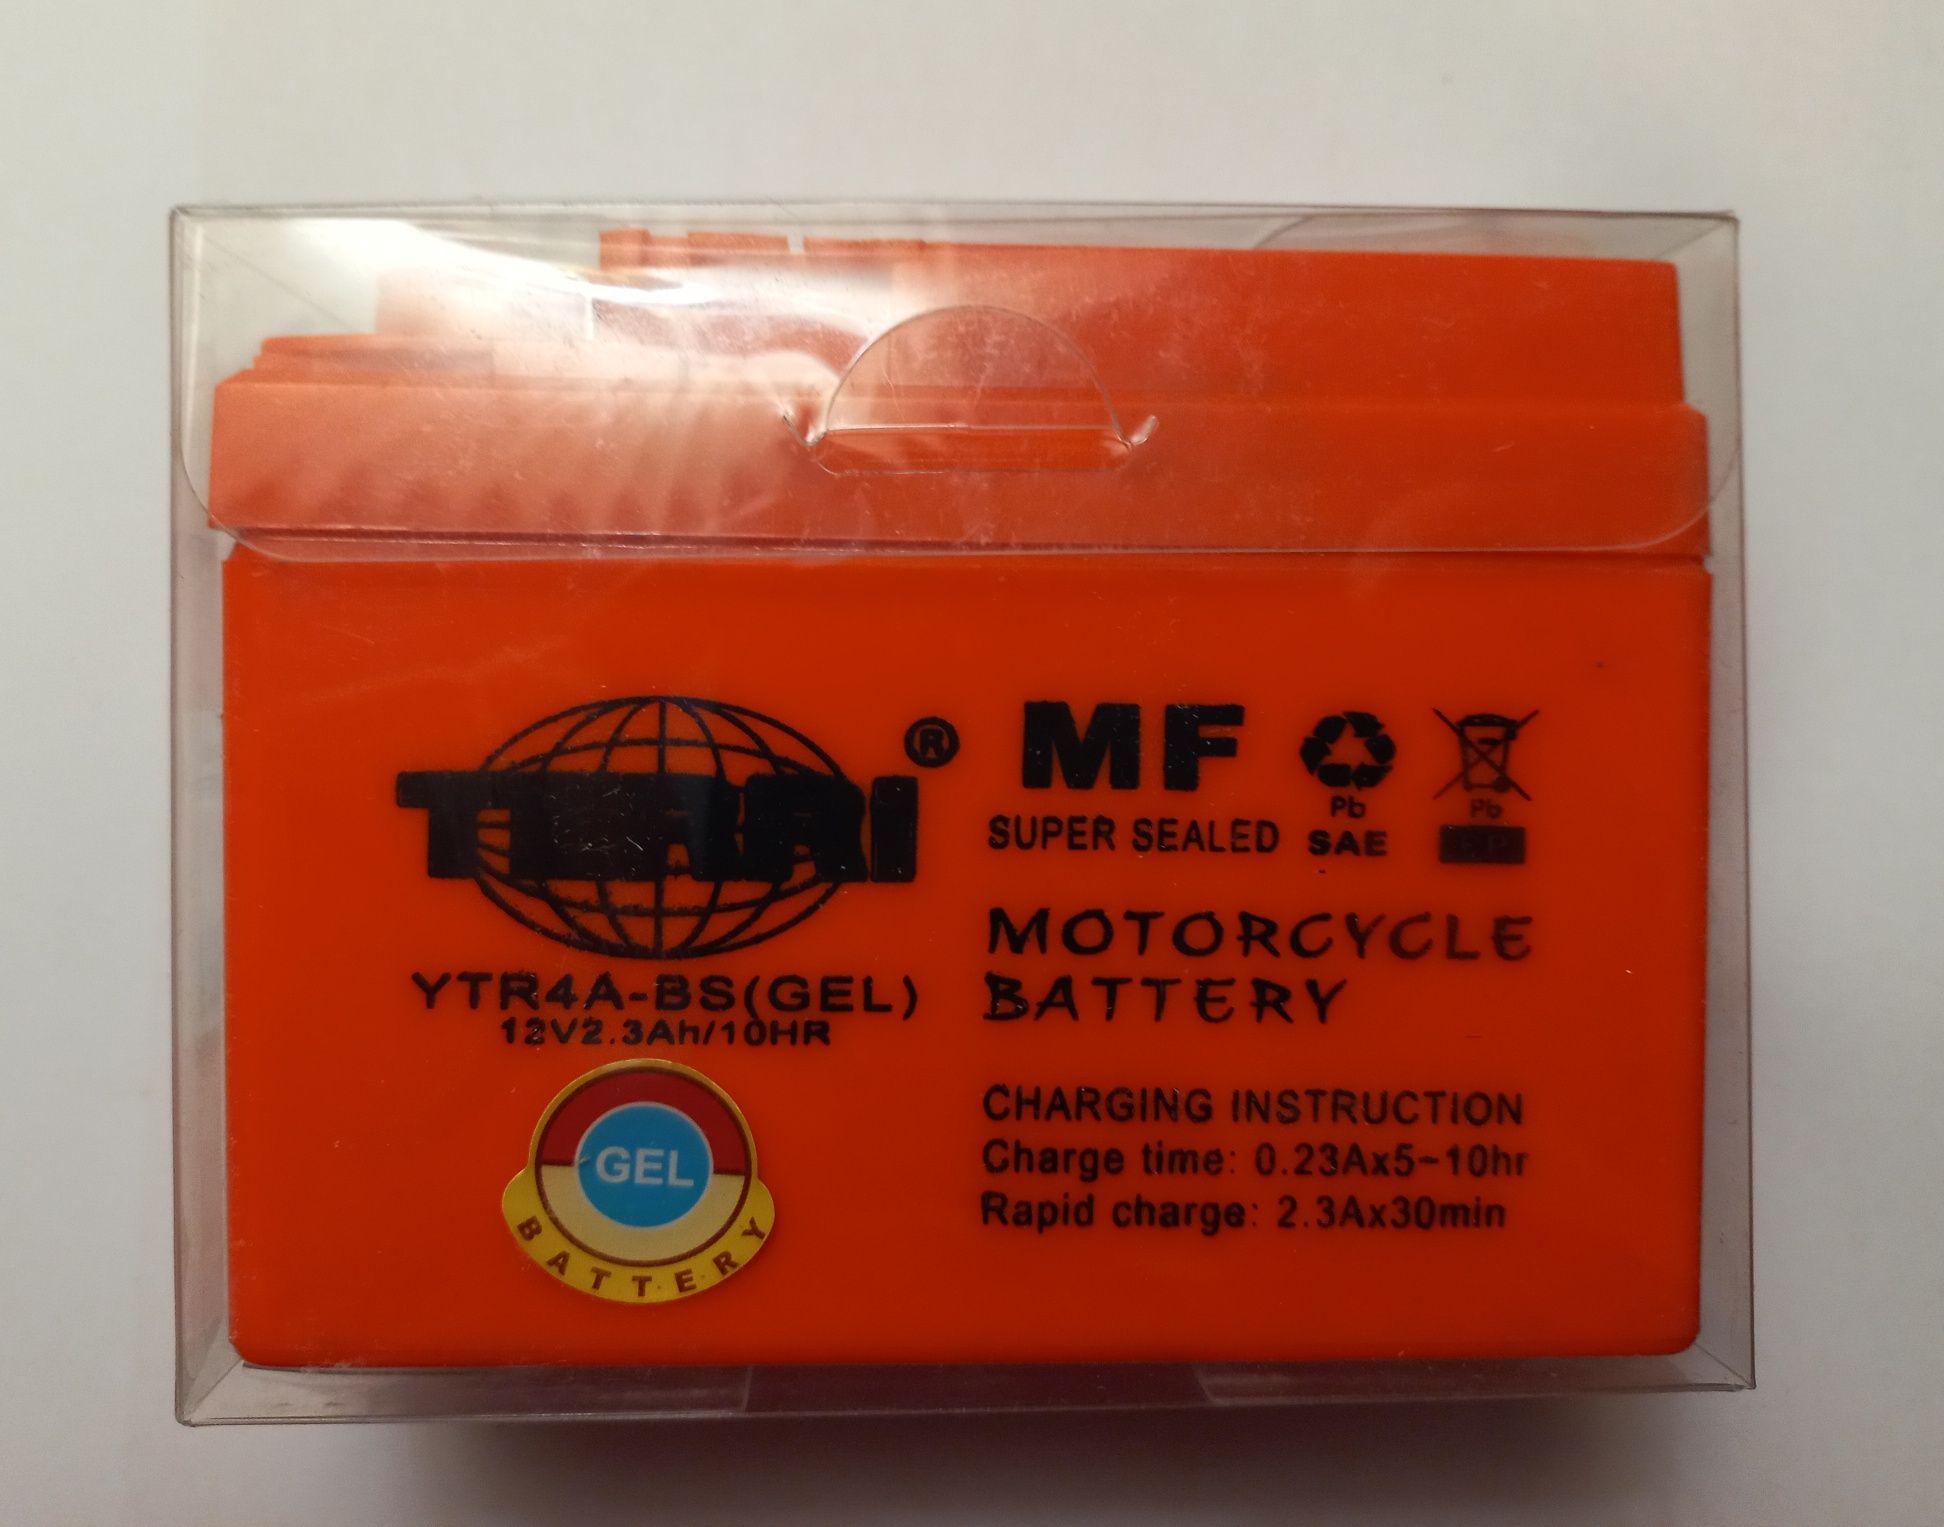 ®
MF
SUPER SEALED
Pb
SAE
Pb
MOTORCYCLE
BATTERY
YTR4A-BS(GEL)
12V2.3Ah/10HR
GEL
BATTERY
CHARGING INSTRUCTION
Charge time: 0.23Ax5-10hr
Rapid charge: 2.3Ax30min